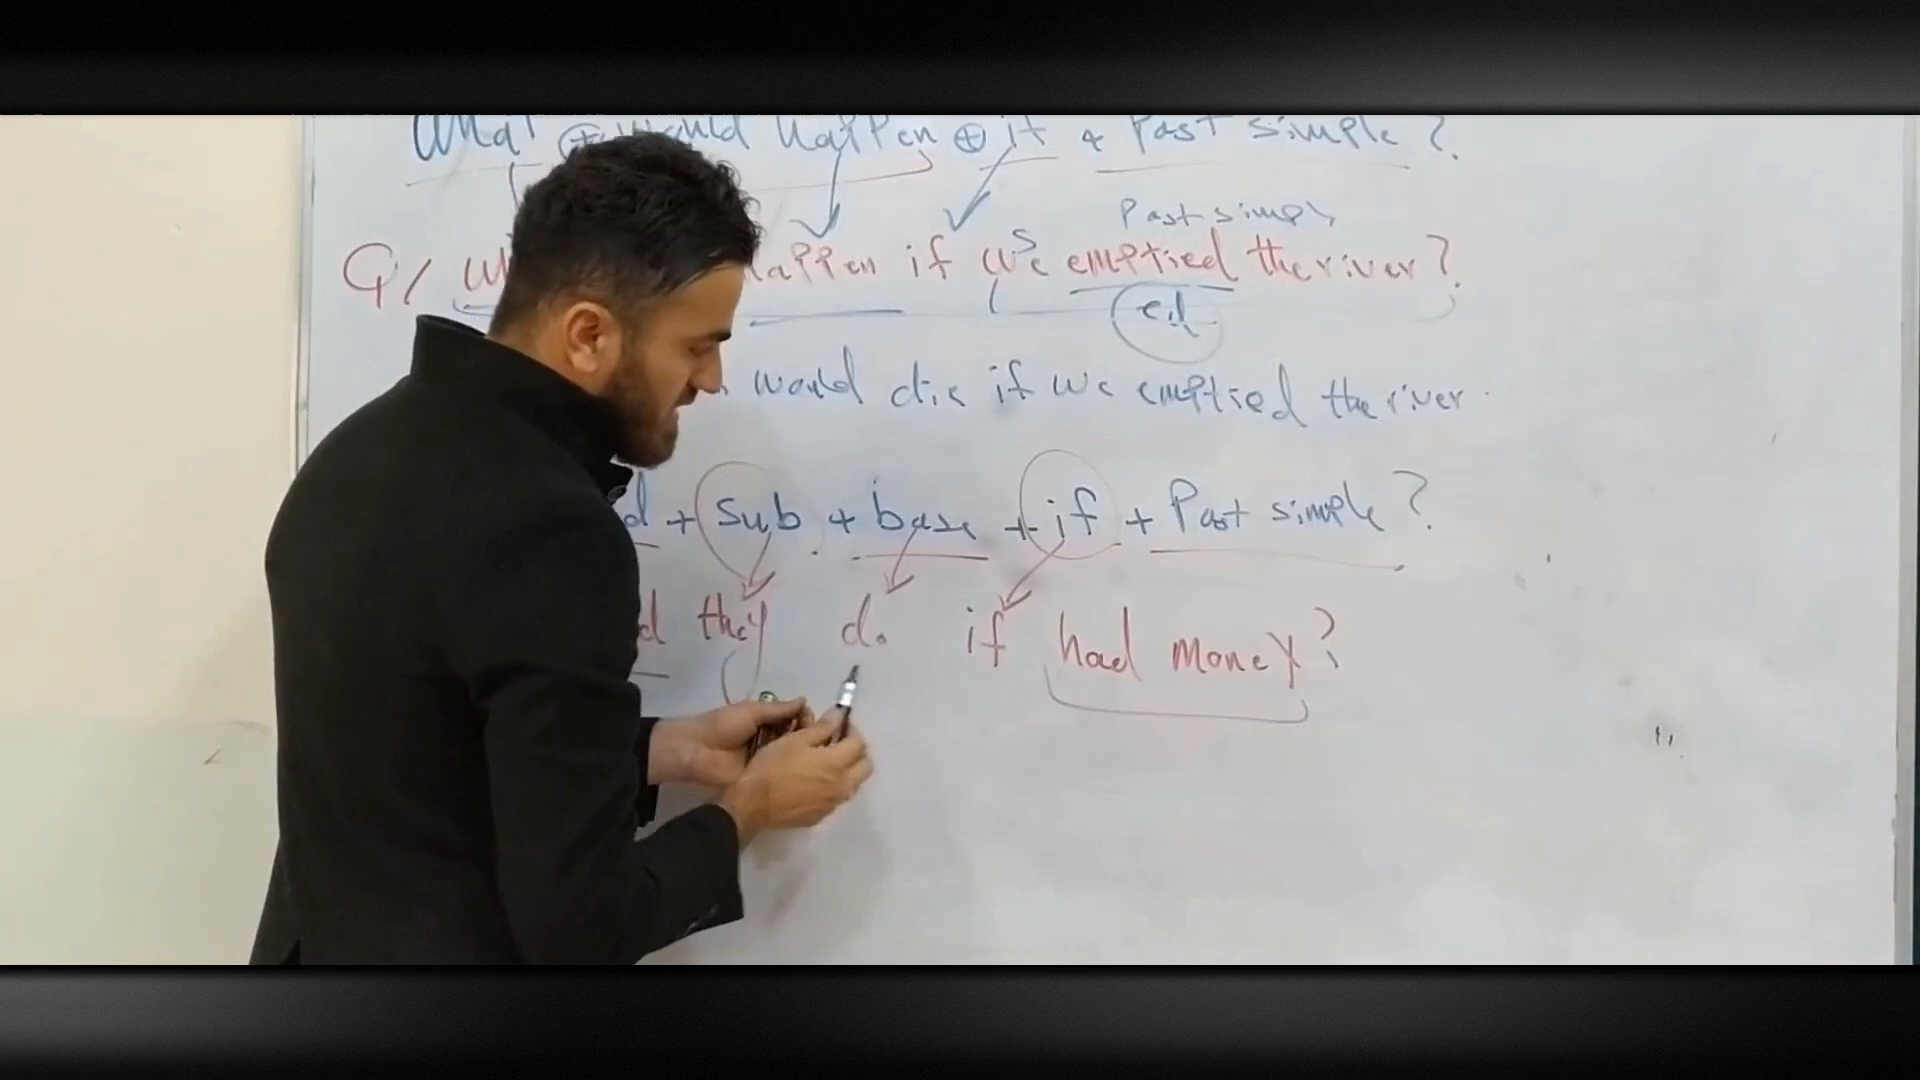 What + would happen + if + Past simple?
Past simple
Q/ happen if we s emptied the river?
ed
would die if we emptied the river.
d + Sub + base + if + Past simple?
d they do if had money?